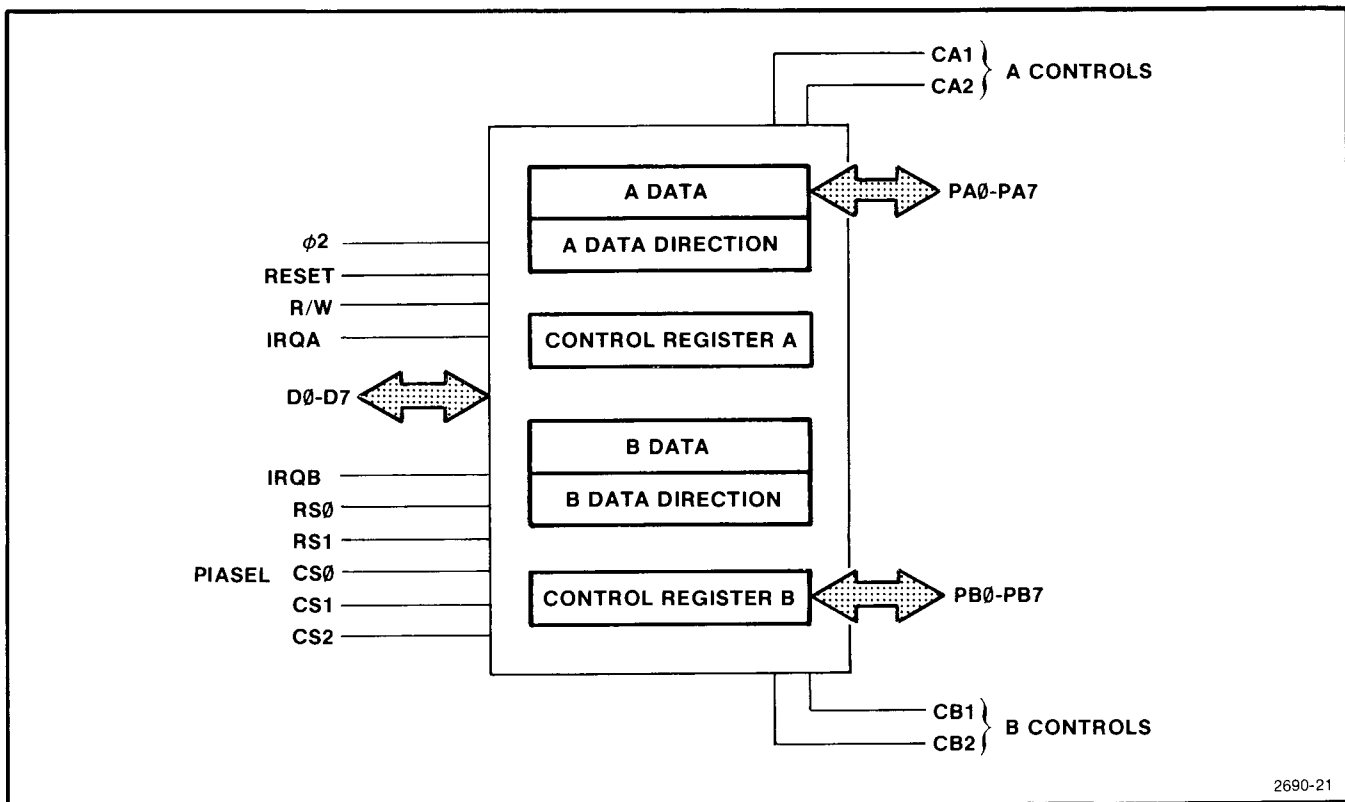 CA1
CA2
A CONTROLS
A DATA
PAØ-PA7
A DATA DIRECTION
ϕ2
RESET
R/W
IRQA
CONTROL REGISTER A
DØ-D7
B DATA
IRQB
B DATA DIRECTION
RSØ
RS1
PIASEL CSØ
CONTROL REGISTER B
PBØ-PB7
CS1
CS2
CB1
CB2
B CONTROLS
2690-21